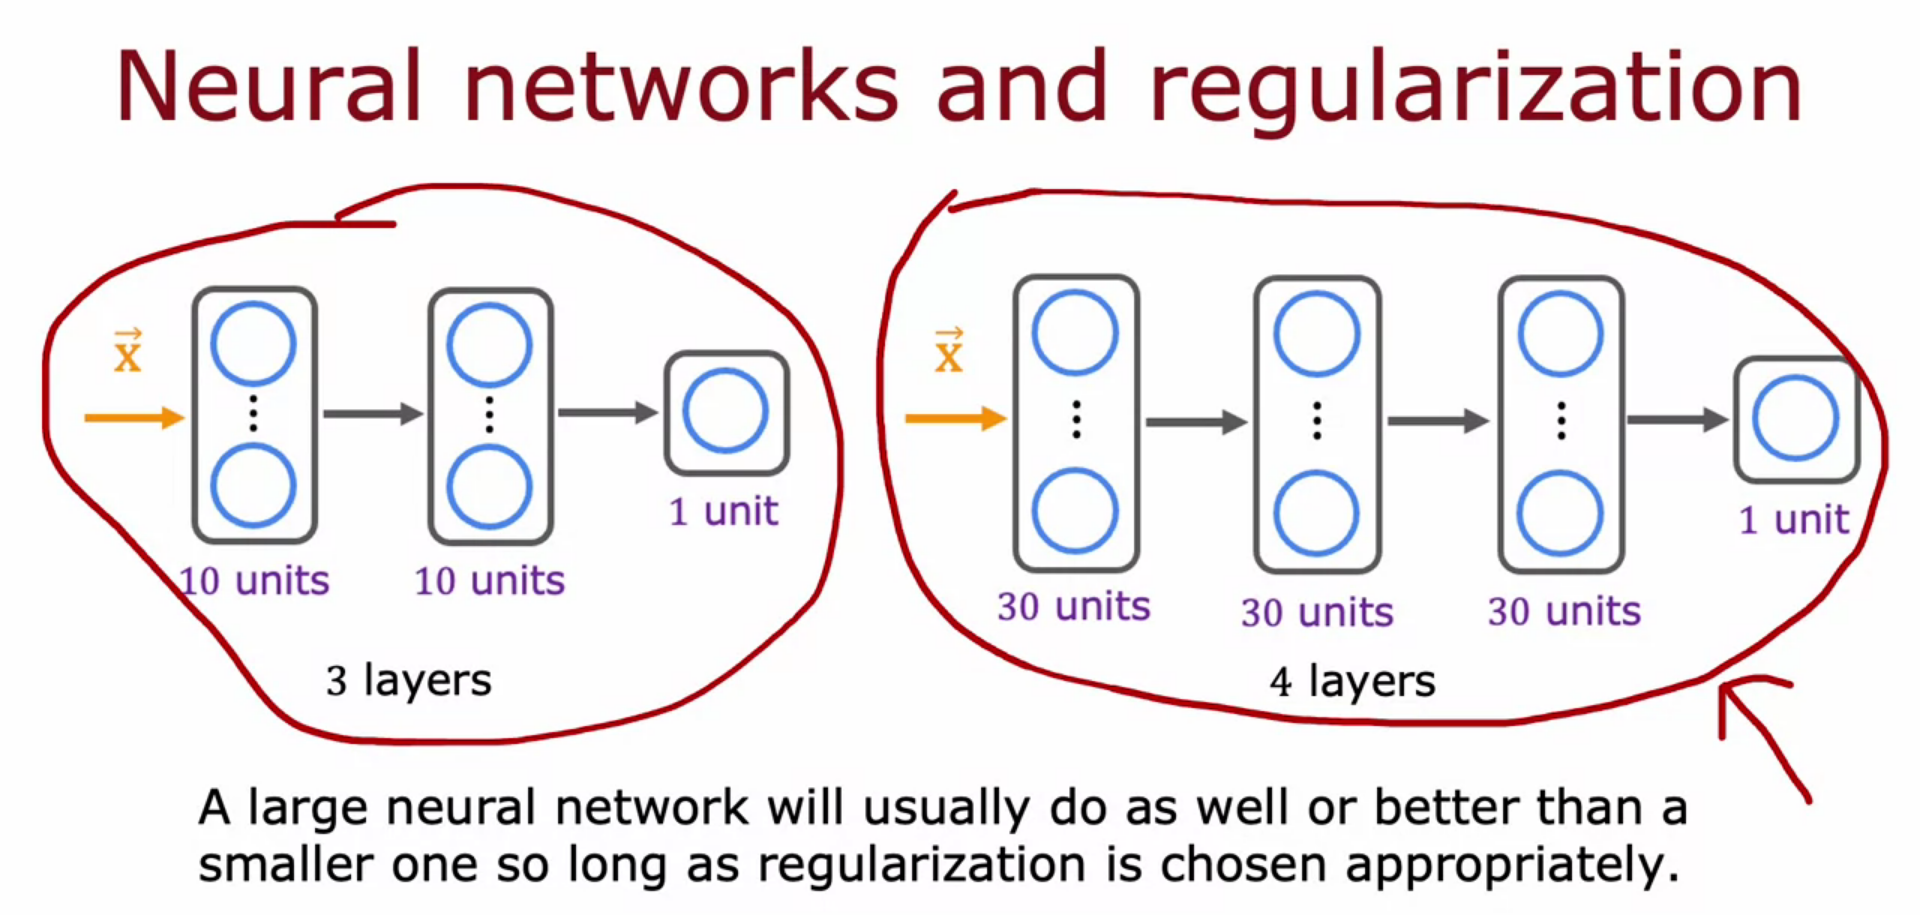 Neural networks and regularization
x⃗
10 units
10 units
1 unit
3 layers
x⃗
30 units
30 units
30 units
1 unit
4 layers
A large neural network will usually do as well or better than a
smaller one so long as regularization is chosen appropriately.